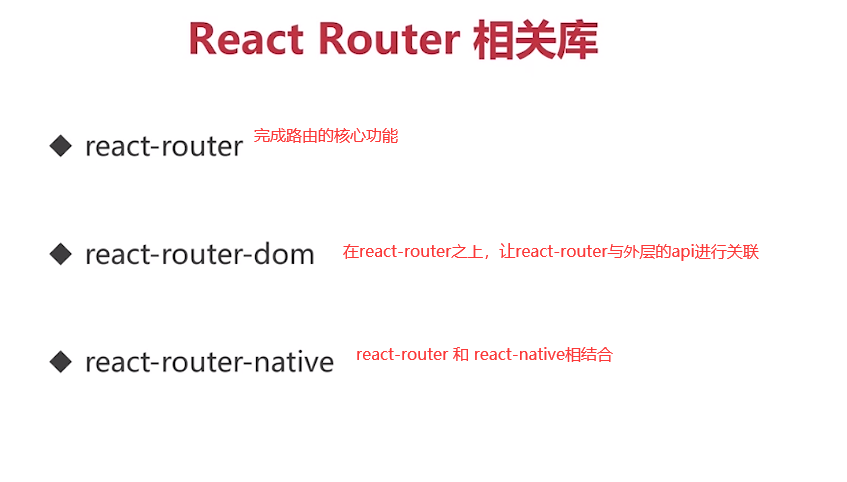 React Router 相关库
react-router 完成路由的核心功能
react-router-dom 在react-router之上，让react-router与外层的api进行关联
react-router-native react-router 和 react-native相结合